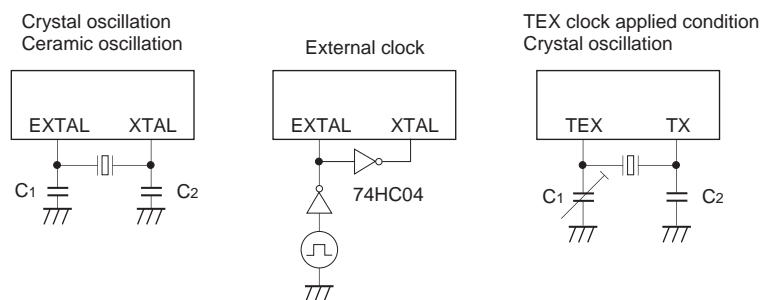 Crystal oscillation
Ceramic oscillation
EXTAL XTAL
C1 C2
External clock
EXTAL XTAL
74HC04
TEX clock applied condition
Crystal oscillation
TEX TX
C1 C2